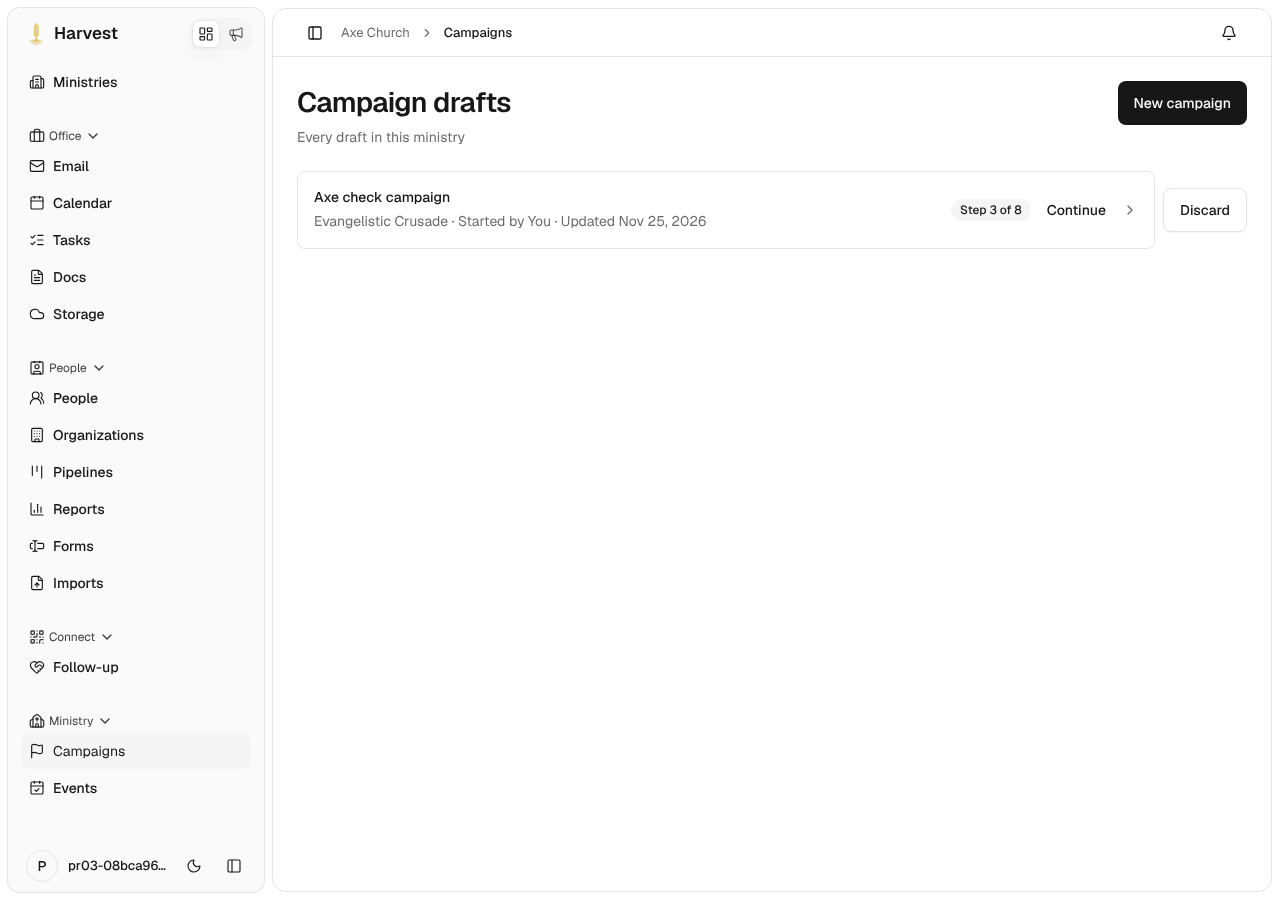 Harvest
Ministries
Office
Email
Calendar
Tasks
Docs
Storage
People
People
Organizations
Pipelines
Reports
Forms
Imports
Connect
Follow-up
Ministry
Campaigns
Events
P pr03-08bca96...
Axe Church > Campaigns
Campaign drafts
New campaign
Every draft in this ministry
Axe check campaign
Evangelistic Crusade · Started by You · Updated Nov 25, 2026
Step 3 of 8
Continue
Discard